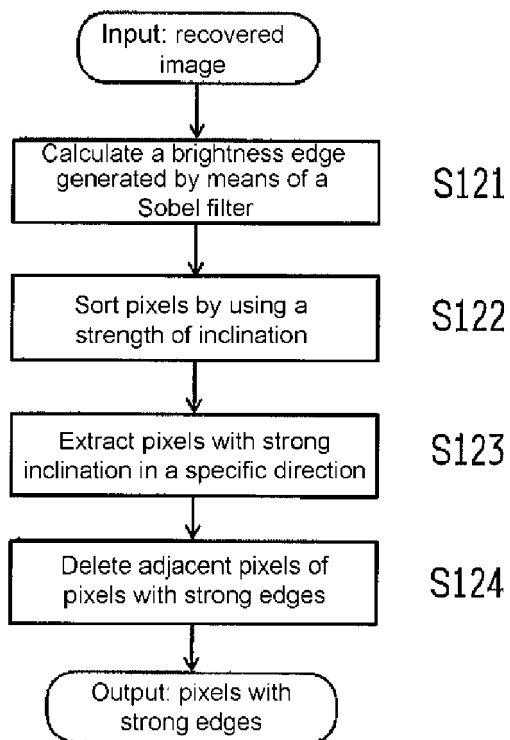 Input: recovered
image
Calculate a brightness edge
generated by means of a
Sobel filter
S121
Sort pixels by using a
strength of inclination
S122
Extract pixels with strong
inclination in a specific direction
S123
Delete adjacent pixels of
pixels with strong edges
S124
Output: pixels with
strong edges